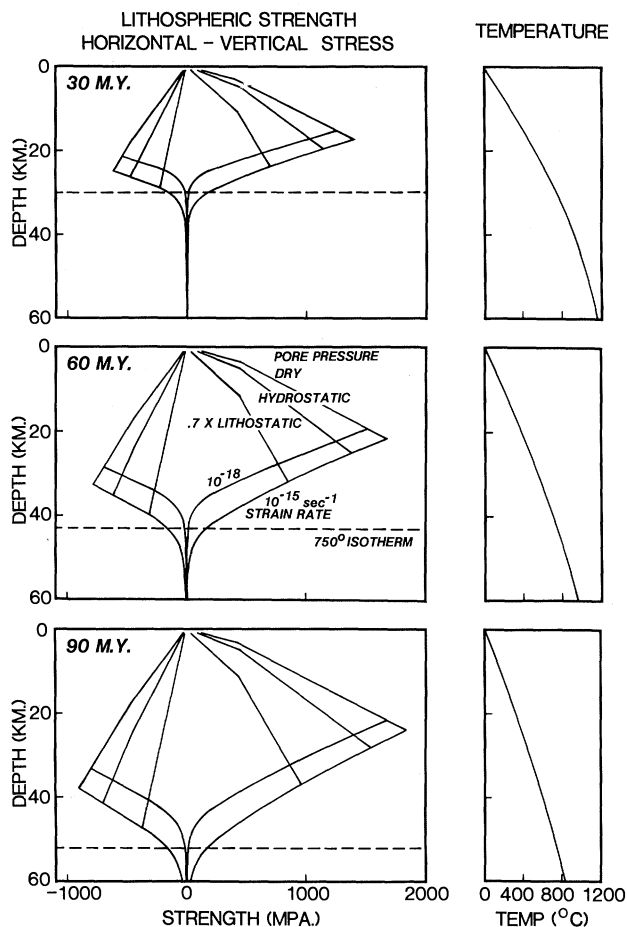 LITHOSPHERIC STRENGTH
HORIZONTAL - VERTICAL STRESS
TEMPERATURE
0
30 M.Y.
20
40
60
DEPTH (KM.)
0
60 M.Y.
PORE PRESSURE
DRY
HYDROSTATIC
.7 X LITHOSTATIC
20
10^-18
10^-15 sec^-1
STRAIN RATE
40
750° ISOTHERM
60
DEPTH (KM.)
0
90 M.Y.
20
40
60
DEPTH (KM.)
-1000 0 1000 2000
STRENGTH (MPA.)
0 400 800 1200
TEMP (°C)